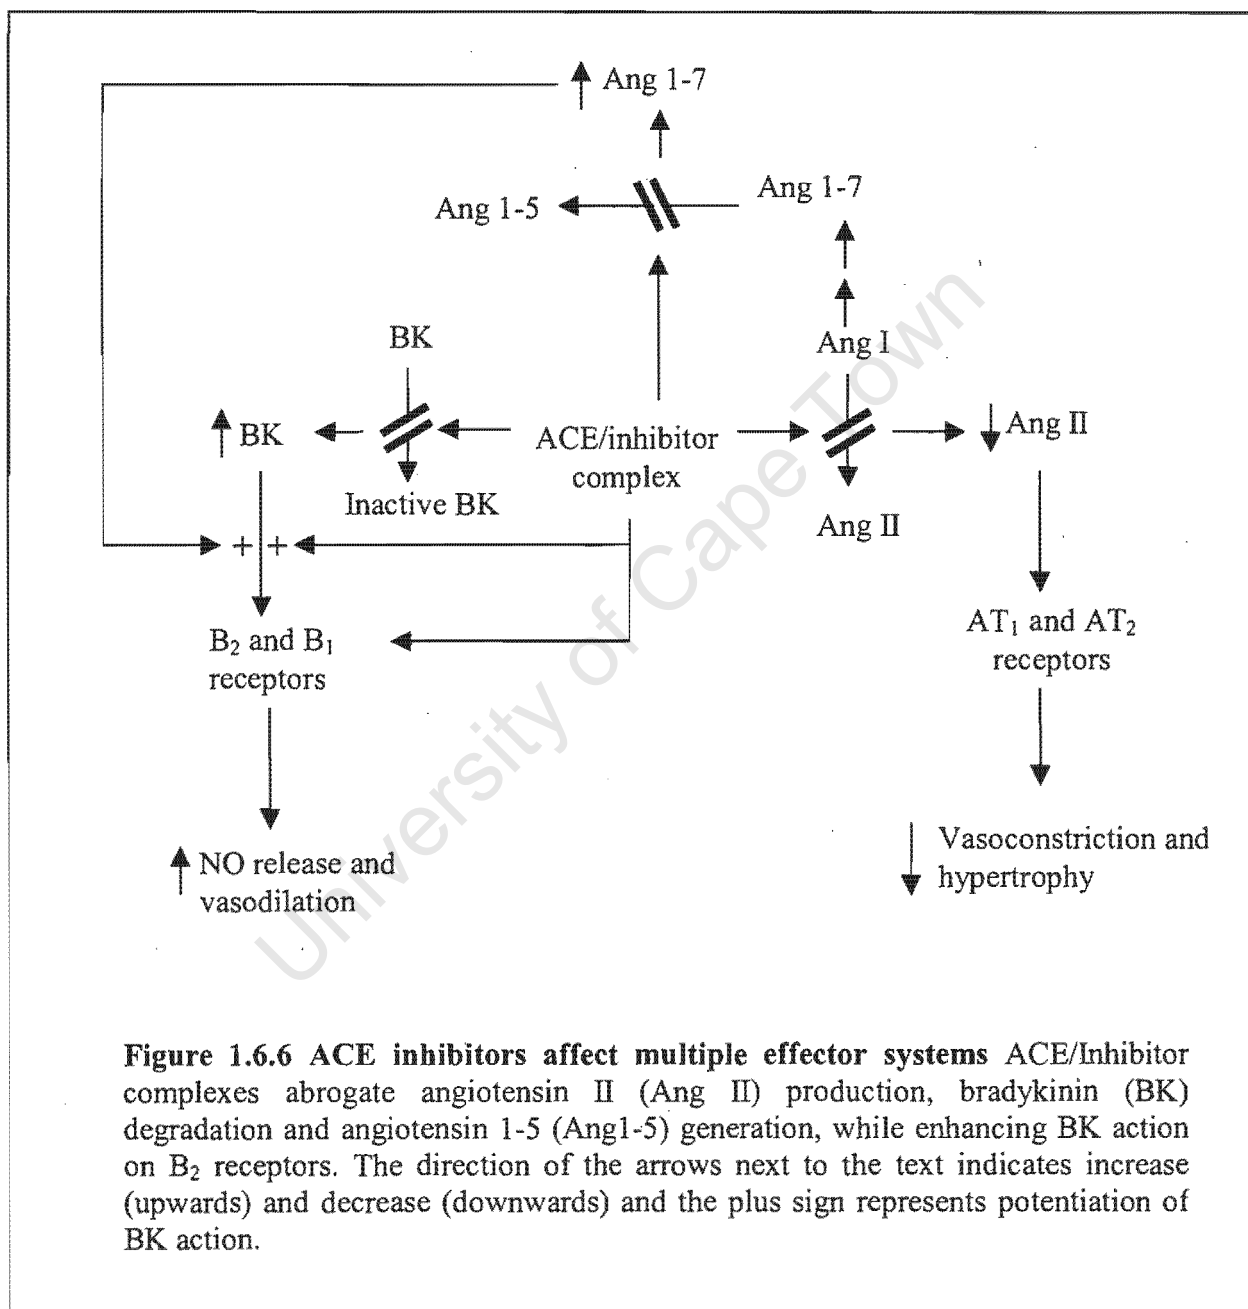 Ang 1-7
Ang 1-5
Ang 1-7
BK
Ang I
BK
ACE/inhibitor
complex
Ang II
Inactive BK
Ang II
+ +
B₂ and B₁
receptors
AT₁ and AT₂
receptors
NO release and
vasodilation
Vasoconstriction and
hypertrophy
University of Cape Town
Figure 1.6.6 ACE inhibitors affect multiple effector systems ACE/Inhibitor
complexes abrogate angiotensin II (Ang II) production, bradykinin (BK)
degradation and angiotensin 1-5 (Ang1-5) generation, while enhancing BK action
on B₂ receptors. The direction of the arrows next to the text indicates increase
(upwards) and decrease (downwards) and the plus sign represents potentiation of
BK action.